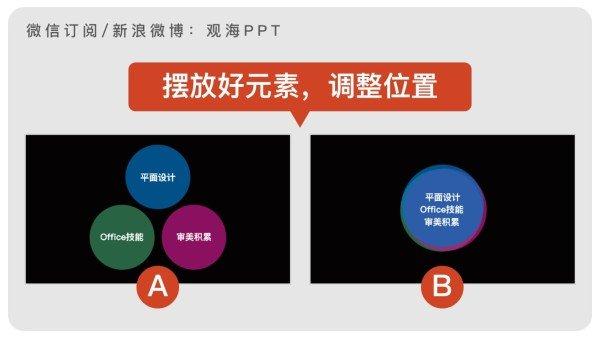 微信订阅/新浪微博：观海PPT
摆放好元素，调整位置
平面设计
Office技能
审美积累
A
平面设计
Office技能
审美积累
B